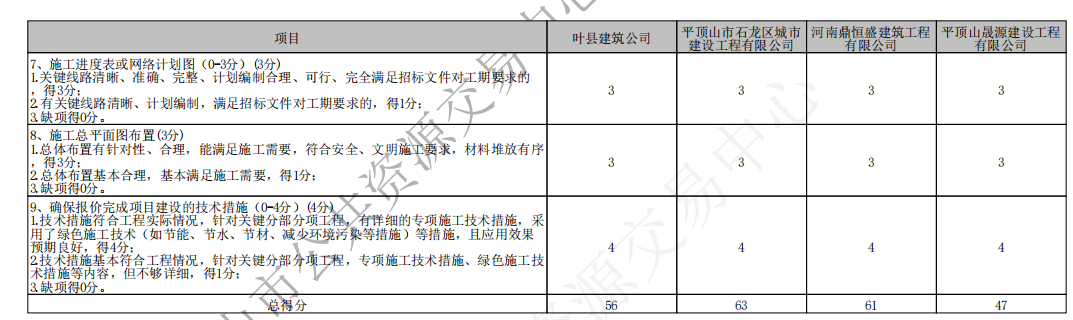 项目
叶县建筑公司
平顶山市石龙区城市
建设工程有限公司
河南鼎恒盛建筑工程
有限公司
平顶山晟源建设工程
有限公司
7、施工进度表或网络计划图（0-3分）(3分)
1.关键线路清晰、准确、完整、计划编制合理、可行、完全满足招标文件对工期要求的
，得3分；
2.有关键线路清晰、计划编制，满足招标文件对工期要求的，得1分；
3.缺项得0分。
3
3
3
3
8、施工总平面图布置(3分)
1.总体布置有针对性、合理，能满足施工需要，符合安全、文明施工要求，材料堆放有序
，得3分；
2.总体布置基本合理，基本满足施工需要，得1分；
3.缺项得0分。
3
3
3
3
9、确保报价完成项目建设的技术措施（0-4分）(4分)
1.技术措施符合工程实际情况，针对关键分部分项工程，有详细的专项施工技术措施，采
用了绿色施工技术（如节能、节水、节材、减少环境污染等措施）等措施，且应用效果
预期良好，得4分；
2.技术措施基本符合工程情况，针对关键分部分项工程，专项施工技术措施、绿色施工技
术措施等内容，但不够详细，得1分；
3.缺项得0分。
4
4
4
4
总得分
56
63
61
47
山市公共资源交易中心
资源交易中心